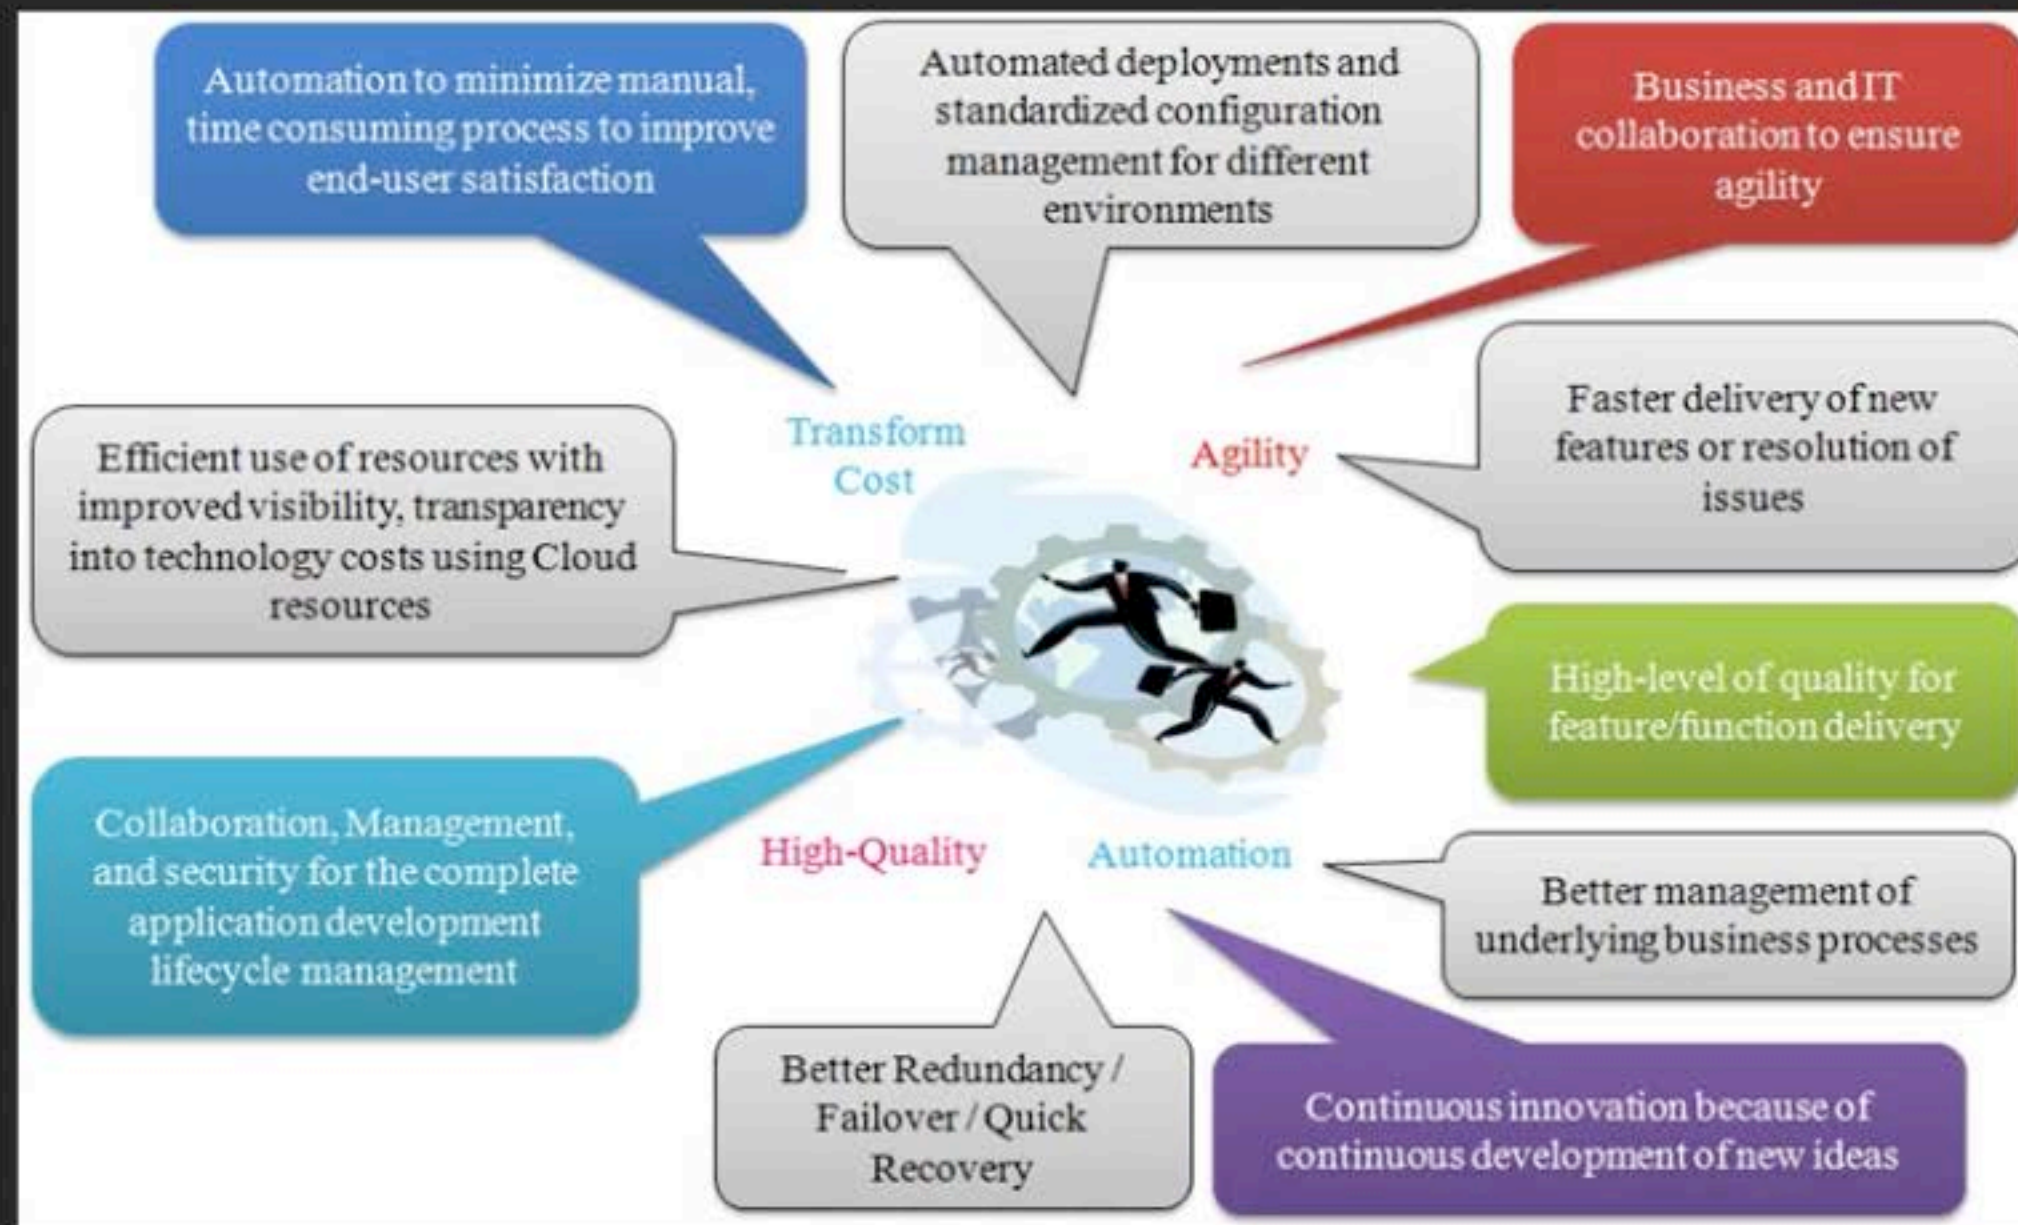 Automation to minimize manual,
time consuming process to improve
end-user satisfaction
Automated deployments and
standardized configuration
management for different
environments
Business and IT
collaboration to ensure
agility
Efficient use of resources with
improved visibility, transparency
into technology costs using Cloud
resources
Transform
Cost
Agility
Faster delivery of new
features or resolution of
issues
High-level of quality for
feature/function delivery
Collaboration, Management,
and security for the complete
application development
lifecycle management
High-Quality
Automation
Better management of
underlying business processes
Better Redundancy /
Failover / Quick
Recovery
Continuous innovation because of
continuous development of new ideas